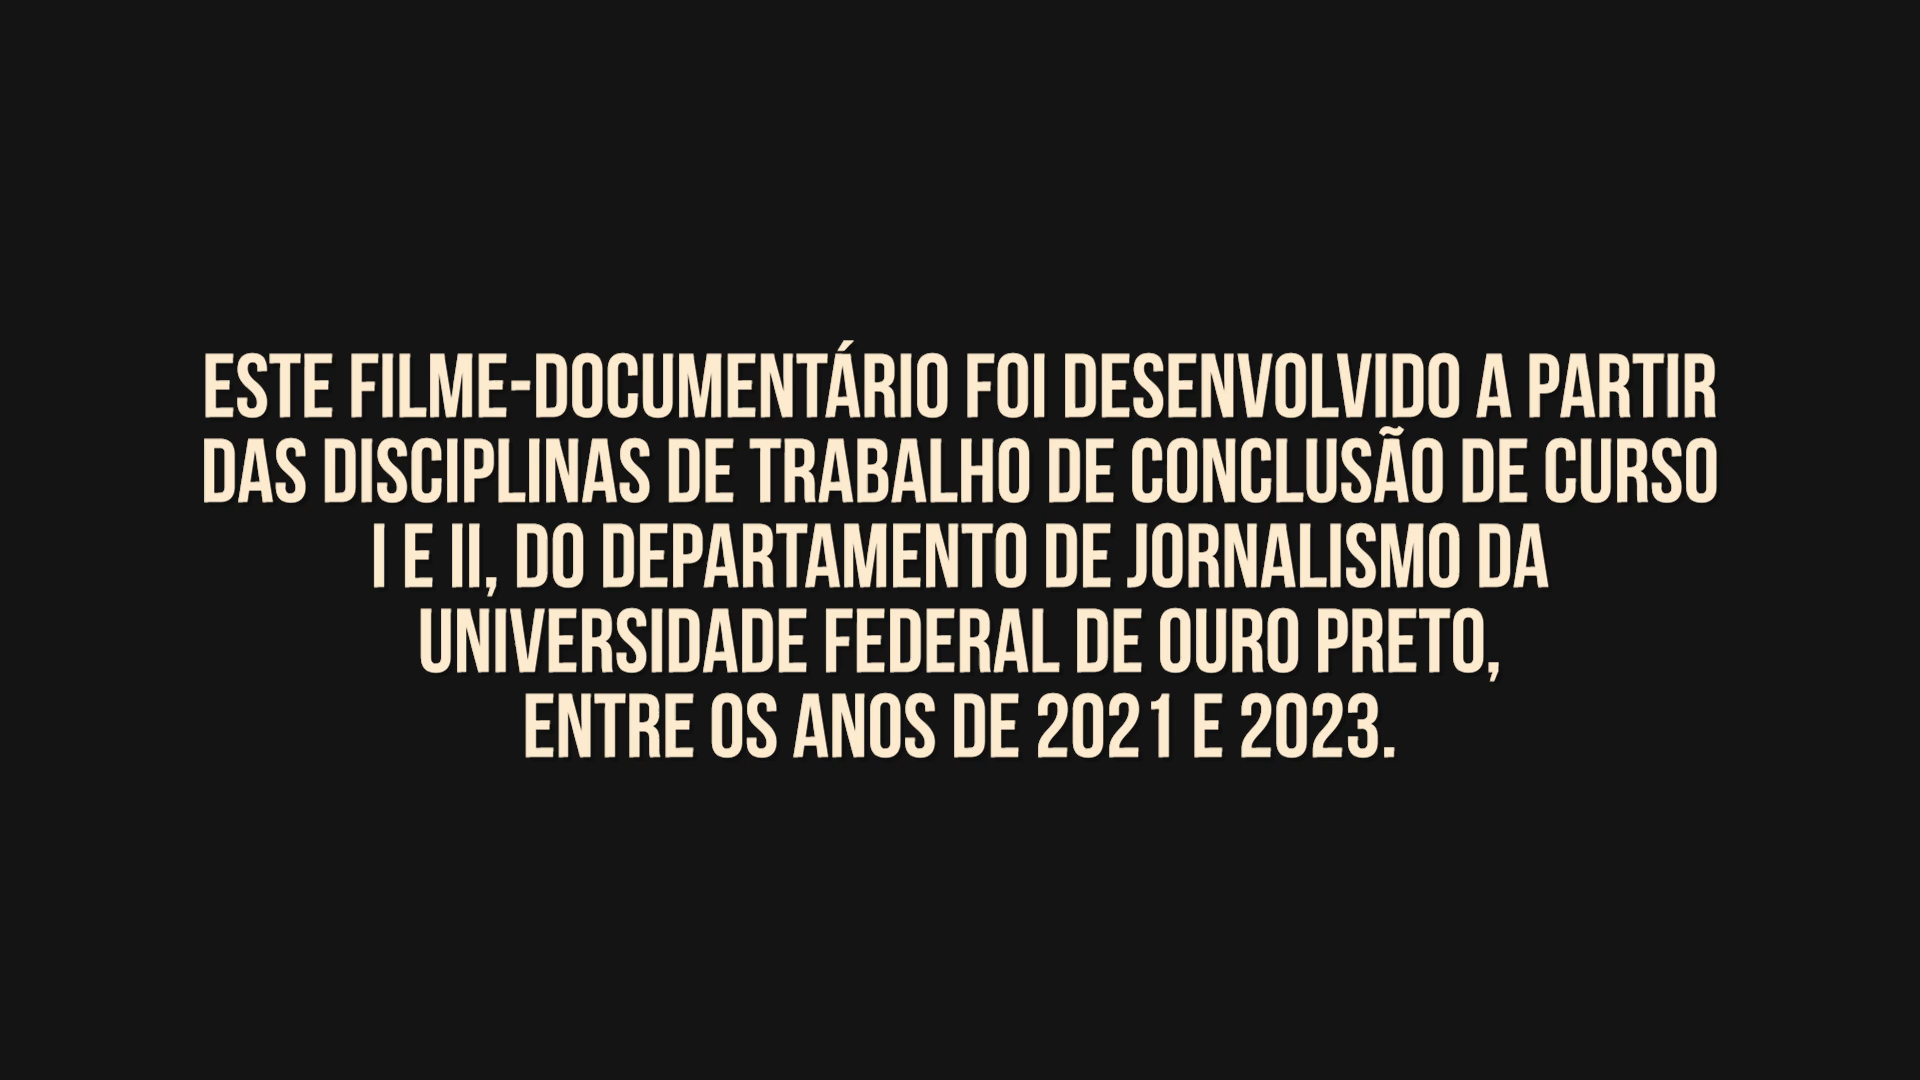 ESTE FILME-DOCUMENTÁRIO FOI DESENVOLVIDO A PARTIR
DAS DISCIPLINAS DE TRABALHO DE CONCLUSÃO DE CURSO
I E II, DO DEPARTAMENTO DE JORNALISMO DA
UNIVERSIDADE FEDERAL DE OURO PRETO,
ENTRE OS ANOS DE 2021 E 2023.